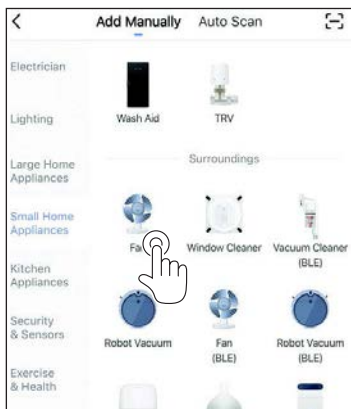 Add Manually Auto Scan
Electrician
Lighting
Large Home
Appliances
Small Home
Appliances
Kitchen
Appliances
Security
& Sensors
Exercise
& Health
Wash Aid TRV
Surroundings
Fan Window Cleaner Vacuum Cleaner
(BLE)
Robot Vacuum Fan
(BLE) Robot Vacuum
(BLE)